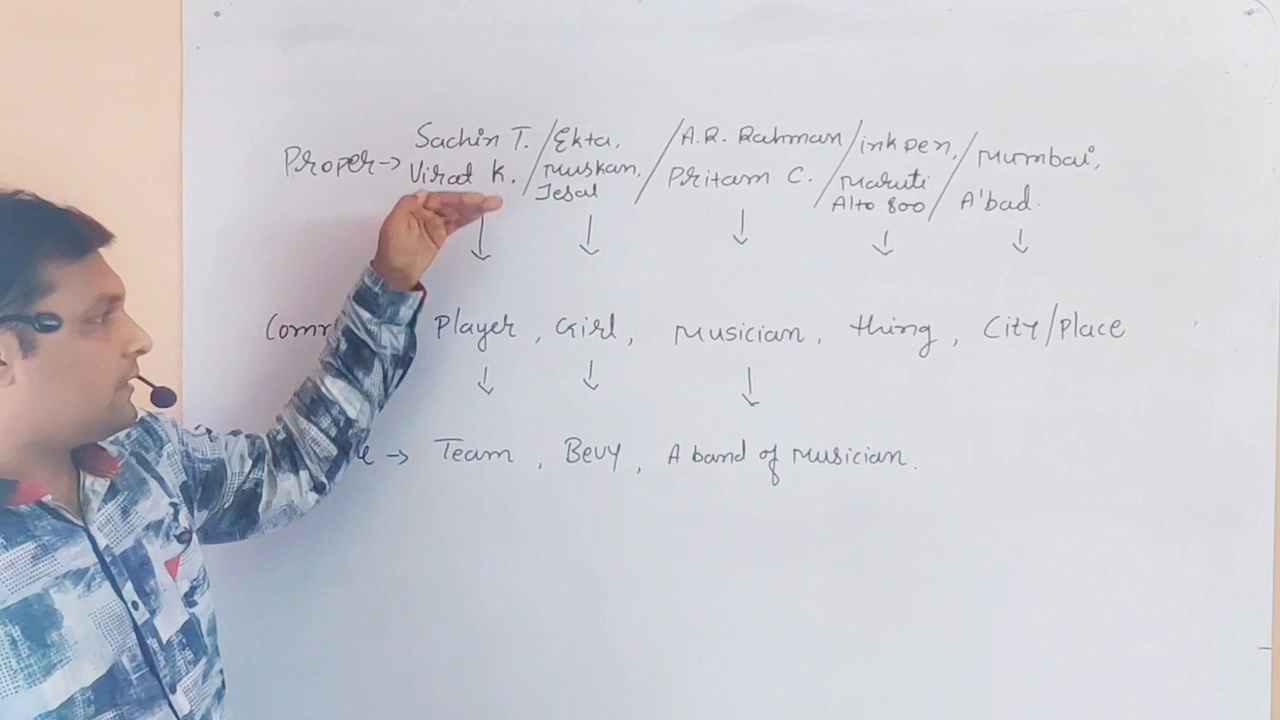 Proper → Sachin T. / Ekta, / A.R. Rahman / ink pen, / Mumbai,
Virat K. / Muskan, / Pritam C. / Maruti / A'bad.
Jesal Alto 800
Player , Girl , Musician , thing , City/Place
→ Team , Bevy , A band of Musician.